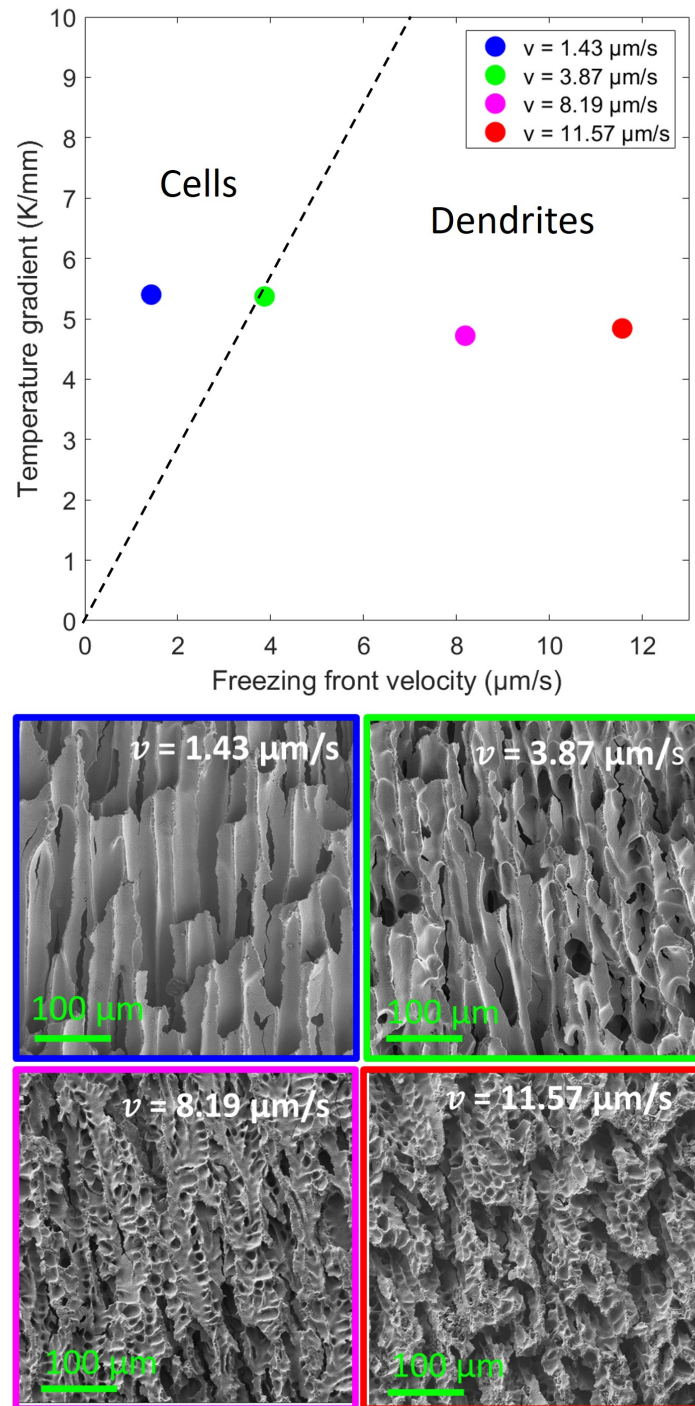 10
9
8
7
6
5
4
3
2
1
0
Temperature gradient (K/mm)
v = 1.43 µm/s
v = 3.87 µm/s
v = 8.19 µm/s
v = 11.57 µm/s
Cells
Dendrites
0 2 4 6 8 10 12
Freezing front velocity (µm/s)
v = 1.43 µm/s
100 µm
v = 3.87 µm/s
100 µm
v = 8.19 µm/s
100 µm
v = 11.57 µm/s
100 µm